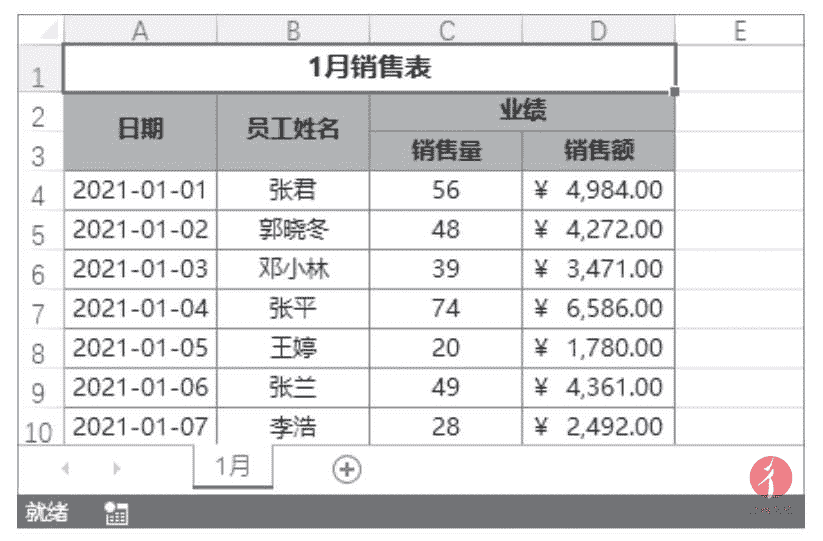 A B C D E
1 1月销售表
2 日期 员工姓名 业绩
3 销售量 销售额
4 2021-01-01 张君 56 ¥ 4,984.00
5 2021-01-02 郭晓冬 48 ¥ 4,272.00
6 2021-01-03 邓小林 39 ¥ 3,471.00
7 2021-01-04 张平 74 ¥ 6,586.00
8 2021-01-05 王婷 20 ¥ 1,780.00
9 2021-01-06 张兰 49 ¥ 4,361.00
10 2021-01-07 李浩 28 ¥ 2,492.00
1月
就绪